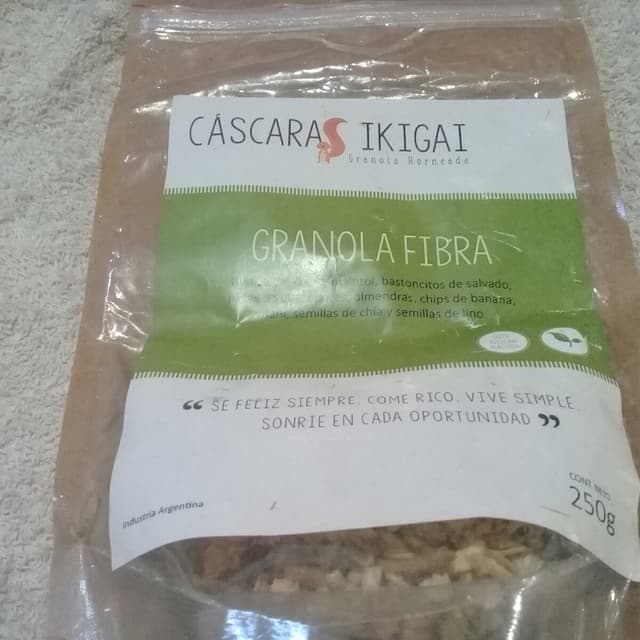 CÁSCARAS IKIGAI
Granola Horneada
GRANOLA FIBRA
bastoncitos de salvado,
almendras, chips de banana,
semillas de chía y semillas de lino.
“ SE FELIZ SIEMPRE. COME RICO. VIVE SIMPLE.
SONRIE EN CADA OPORTUNIDAD ”
Industria Argentina
CONT. NETO
250g